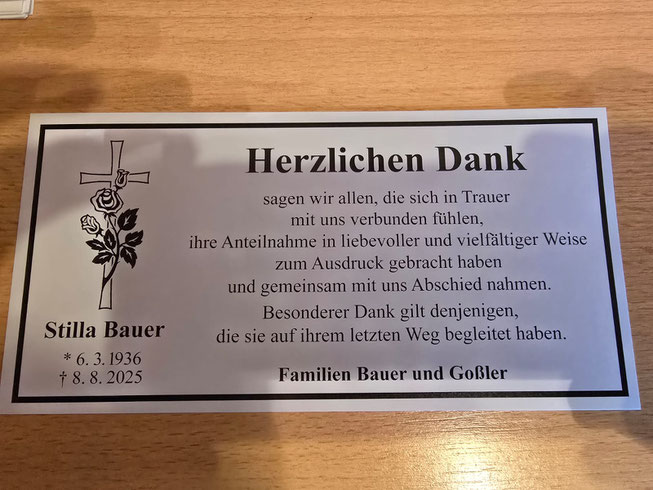 Herzlichen Dank
sagen wir allen, die sich in Trauer
mit uns verbunden fühlen,
ihre Anteilnahme in liebevoller und vielfältiger Weise
zum Ausdruck gebracht haben
und gemeinsam mit uns Abschied nahmen.
Besonderer Dank gilt denjenigen,
die sie auf ihrem letzten Weg begleitet haben.
Familien Bauer und Goßler
Stilla Bauer
* 6. 3. 1936
† 8. 8. 2025